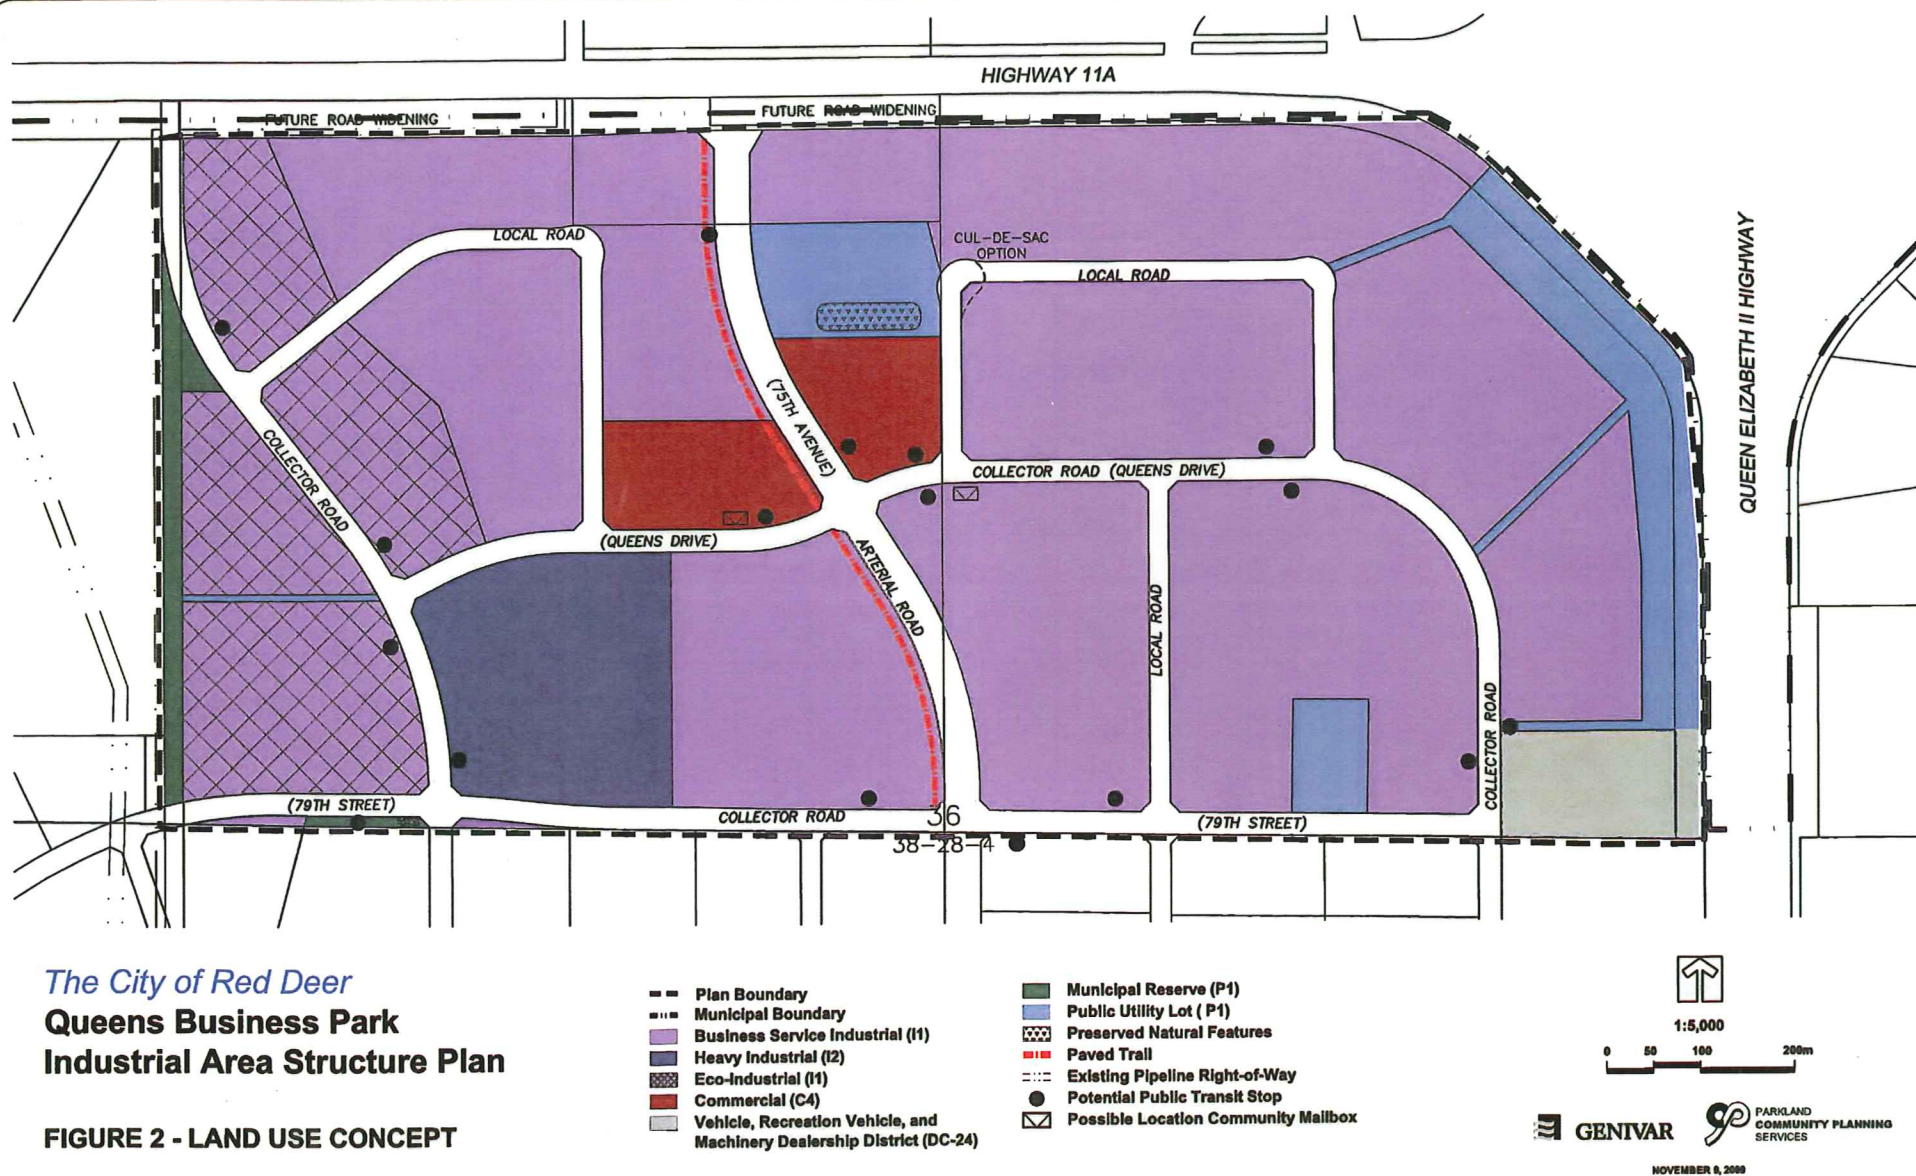 HIGHWAY 11A
FUTURE ROAD WIDENING
FUTURE ROAD WIDENING
LOCAL ROAD
CUL-DE-SAC
OPTION
LOCAL ROAD
QUEEN ELIZABETH II HIGHWAY
(75TH AVENUE)
COLLECTOR ROAD
COLLECTOR ROAD (QUEENS DRIVE)
(QUEENS DRIVE)
ARTERIAL ROAD
LOCAL ROAD
COLLECTOR ROAD
(79TH STREET)
COLLECTOR ROAD
36
(79TH STREET)
38-28-4
The City of Red Deer
Queens Business Park
Industrial Area Structure Plan
FIGURE 2 - LAND USE CONCEPT
Plan Boundary
Municipal Boundary
Business Service Industrial (I1)
Heavy Industrial (I2)
Eco-Industrial (I1)
Commercial (C4)
Vehicle, Recreation Vehicle, and
Machinery Dealership District (DC-24)
Municipal Reserve (P1)
Public Utility Lot ( P1)
Preserved Natural Features
Paved Trail
Existing Pipeline Right-of-Way
Potential Public Transit Stop
Possible Location Community Mailbox
1:5,000
0 50 100 200m
GENIVAR
PARKLAND
COMMUNITY PLANNING
SERVICES
NOVEMBER 9, 2009